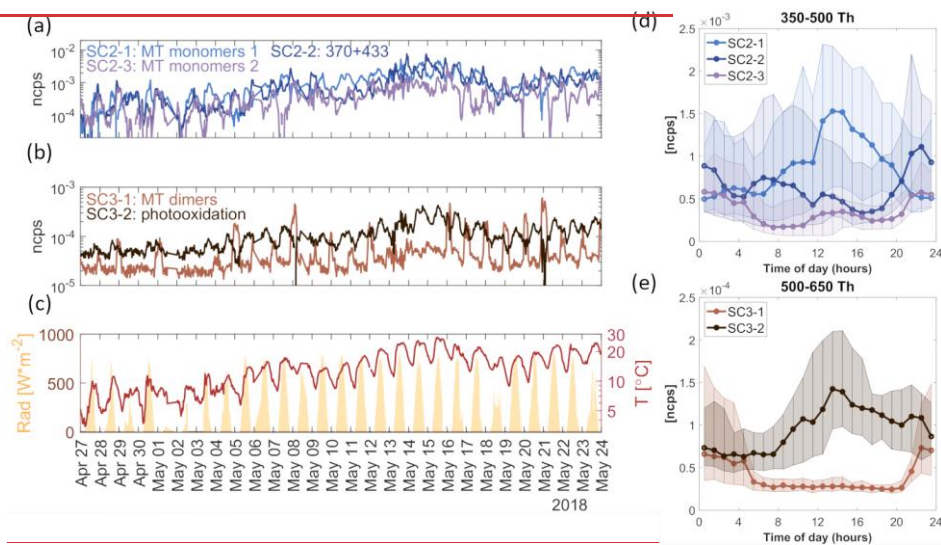 (a)
SC2-1: MT monomers 1 SC2-2: 370+433
SC2-3: MT monomers 2
ncps
10⁻²
10⁻³
10⁻⁴
(b)
SC3-1: MT dimers
SC3-2: photooxidation
ncps
10⁻³
10⁻⁴
10⁻⁵
(c)
Rad [W*m⁻²]
1000
500
0
T [°C]
30
20
10
5
Apr 27
Apr 28
Apr 29
Apr 30
May 01
May 02
May 03
May 04
May 05
May 06
May 07
May 08
May 09
May 10
May 11
May 12
May 13
May 14
May 15
May 16
May 17
May 18
May 19
May 20
May 21
May 22
May 23
May 24
2018
(d)
350-500 Th
×10⁻³
2.5
2
1.5
1
0.5
0
[ncps]
SC2-1
SC2-2
SC2-3
0 4 8 12 16 20 24
Time of day (hours)
(e)
500-650 Th
×10⁻⁴
2.5
2
1.5
1
0.5
0
[ncps]
SC3-1
SC3-2
0 4 8 12 16 20 24
Time of day (hours)